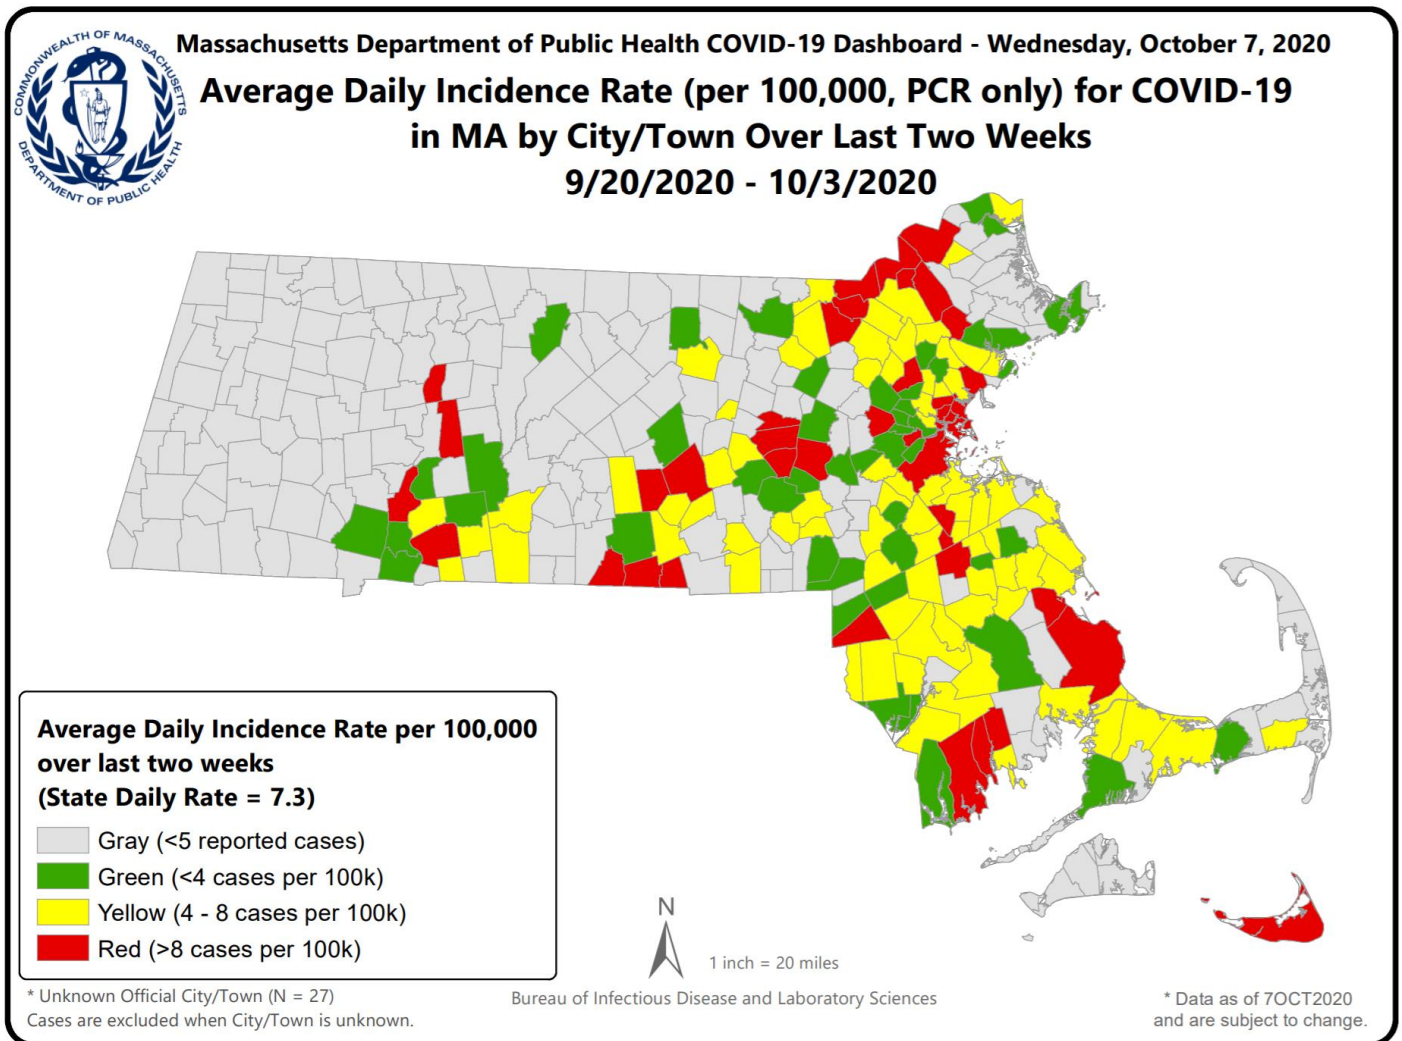 COMMONWEALTH OF MASSACHUSETTS
DEPARTMENT OF PUBLIC HEALTH
Massachusetts Department of Public Health COVID-19 Dashboard - Wednesday, October 7, 2020
Average Daily Incidence Rate (per 100,000, PCR only) for COVID-19
in MA by City/Town Over Last Two Weeks
9/20/2020 - 10/3/2020
Average Daily Incidence Rate per 100,000
over last two weeks
(State Daily Rate = 7.3)
Gray (<5 reported cases)
Green (<4 cases per 100k)
Yellow (4 - 8 cases per 100k)
Red (>8 cases per 100k)
N
1 inch = 20 miles
* Unknown Official City/Town (N = 27)
Cases are excluded when City/Town is unknown.
Bureau of Infectious Disease and Laboratory Sciences
* Data as of 7OCT2020
and are subject to change.